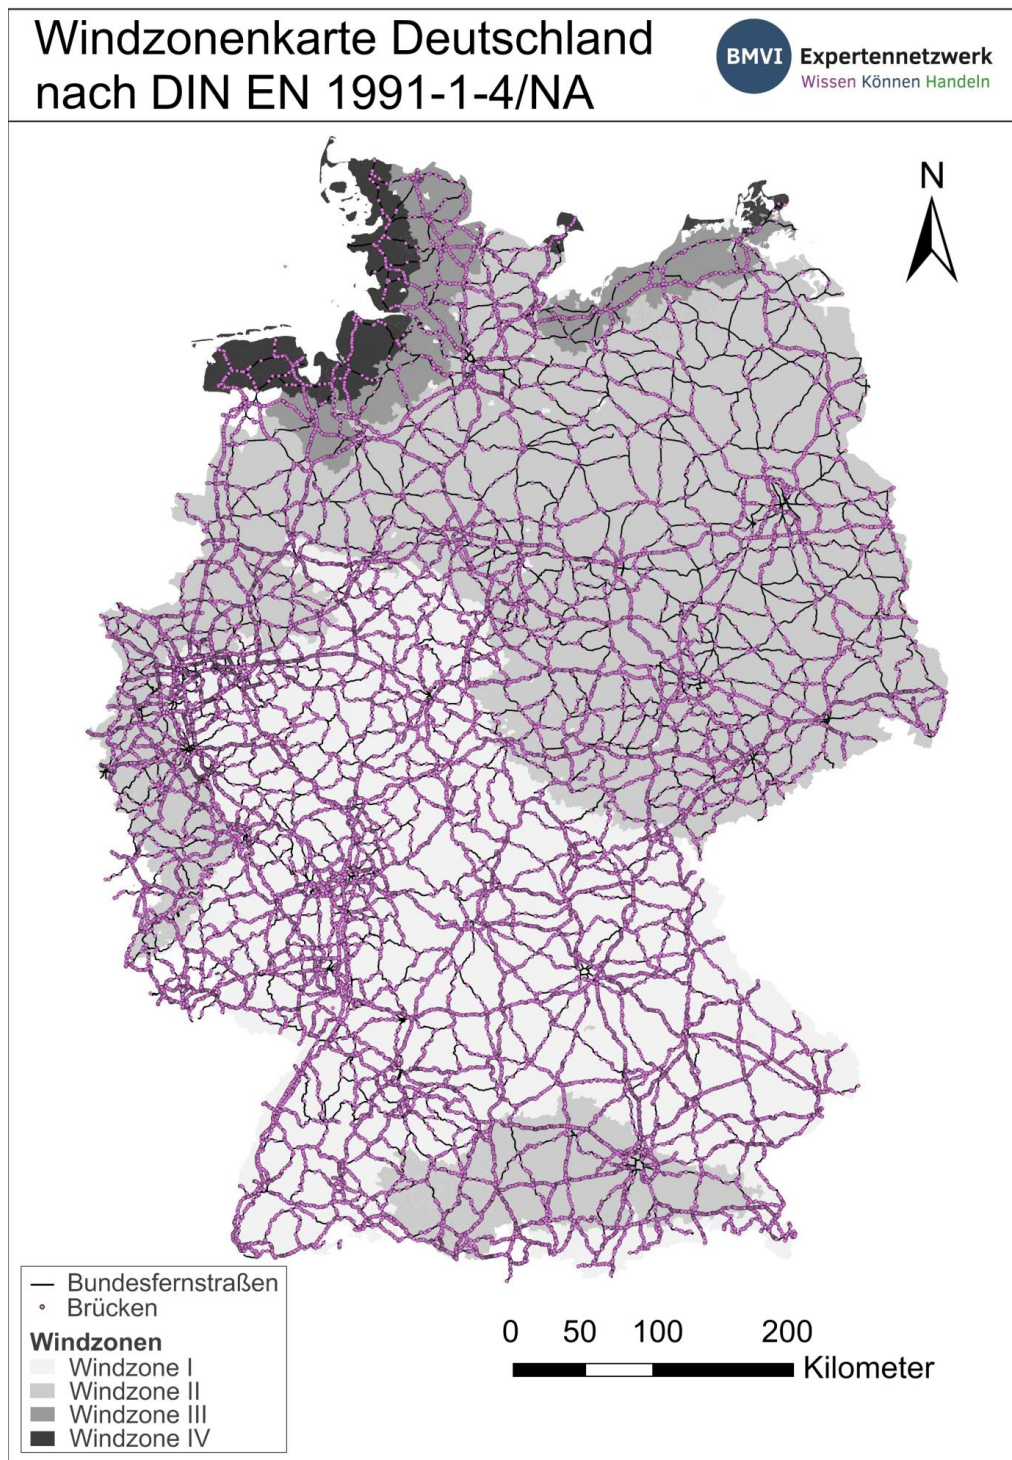 Windzonenkarte Deutschland
nach DIN EN 1991-1-4/NA
BMVI Expertennetzwerk
Wissen Können Handeln
N
Bundesfernstraßen
Brücken
Windzonen
Windzone I
Windzone II
Windzone III
Windzone IV
0 50 100 200
Kilometer